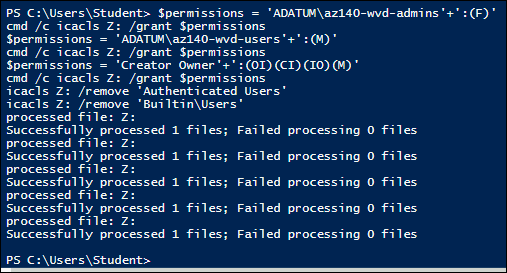 PS C:\Users\Student> $permissions = 'ADATUM\az140-wvd-admins'+':(F)'
cmd /c icacls Z: /grant $permissions
$permissions = 'ADATUM\az140-wvd-users'+':(M)'
cmd /c icacls Z: /grant $permissions
$permissions = 'Creator Owner'+':(OI)(CI)(IO)(M)'
cmd /c icacls Z: /grant $permissions
icacls Z: /remove 'Authenticated Users'
icacls Z: /remove 'Builtin\Users'
processed file: Z:
Successfully processed 1 files; Failed processing 0 files
processed file: Z:
Successfully processed 1 files; Failed processing 0 files
processed file: Z:
Successfully processed 1 files; Failed processing 0 files
processed file: Z:
Successfully processed 1 files; Failed processing 0 files
processed file: Z:
Successfully processed 1 files; Failed processing 0 files

PS C:\Users\Student>